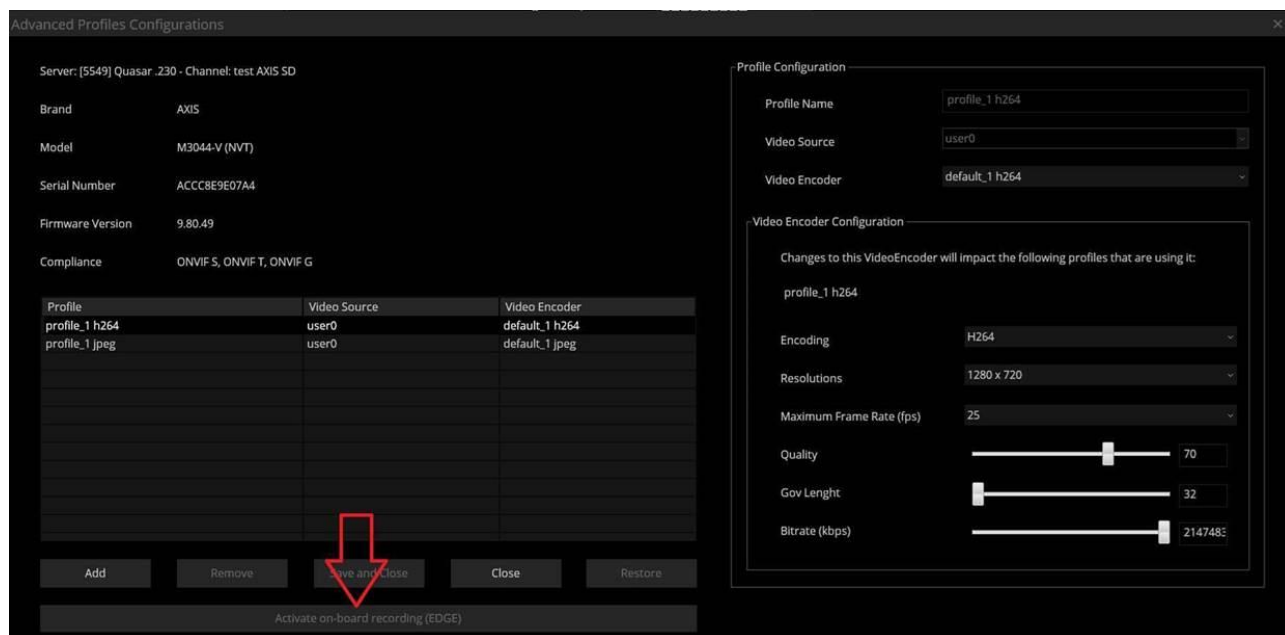 Advanced Profiles Configurations
Server: [5549] Quasar .230 - Channel: test AXIS SD
Brand AXIS
Model M3044-V (NVT)
Serial Number ACCC8E9E07A4
Firmware Version 9.80.49
Compliance ONVIF S, ONVIF T, ONVIF G
Profile Video Source Video Encoder
profile_1 h264 user0 default_1 h264
profile_1 jpeg user0 default_1 jpeg
Add Remove Save and Close Close Restore
Activate on-board recording (EDGE)
Profile Configuration
Profile Name profile_1 h264
Video Source user0
Video Encoder default_1 h264
Video Encoder Configuration
Changes to this VideoEncoder will impact the following profiles that are using it:
profile_1 h264
Encoding H264
Resolutions 1280 x 720
Maximum Frame Rate (fps) 25
Quality 70
Gov Lenght 32
Bitrate (kbps)